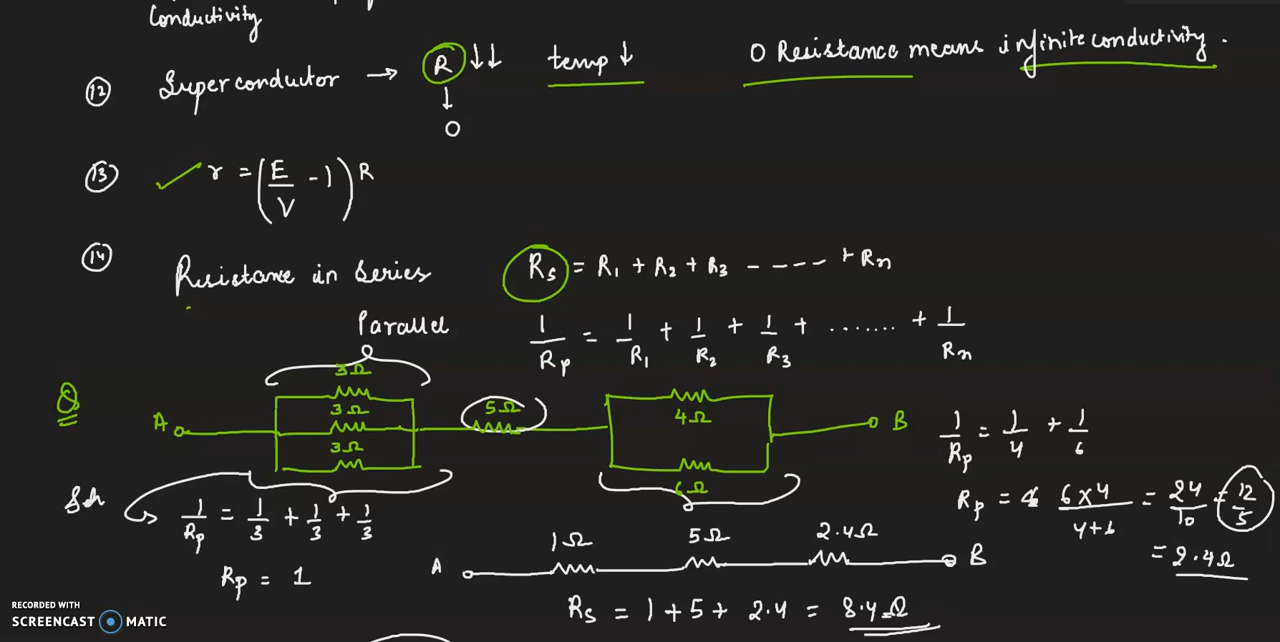 Conductivity
⑫ Superconductor → R ↓↓ temp ↓ 0 Resistance means infinite conductivity.
↓
0
⑬ ✓ r = (E/V - 1) R
⑭ Resistance in Series Rs = R1 + R2 + R3 ---- + Rn
Parallel 1/Rp = 1/R1 + 1/R2 + 1/R3 + ....... + 1/Rn
Q
A 3Ω 3Ω 3Ω 5Ω 4Ω 6Ω B
1/Rp = 1/4 + 1/6
Rp = 6x4/4+6 = 24/10 = 12/5
= 2.4Ω
Soln
1/Rp = 1/3 + 1/3 + 1/3
Rp = 1
A 1Ω 5Ω 2.4Ω B
Rs = 1 + 5 + 2.4 = 8.4Ω
RECORDED WITH
SCREENCAST MATIC